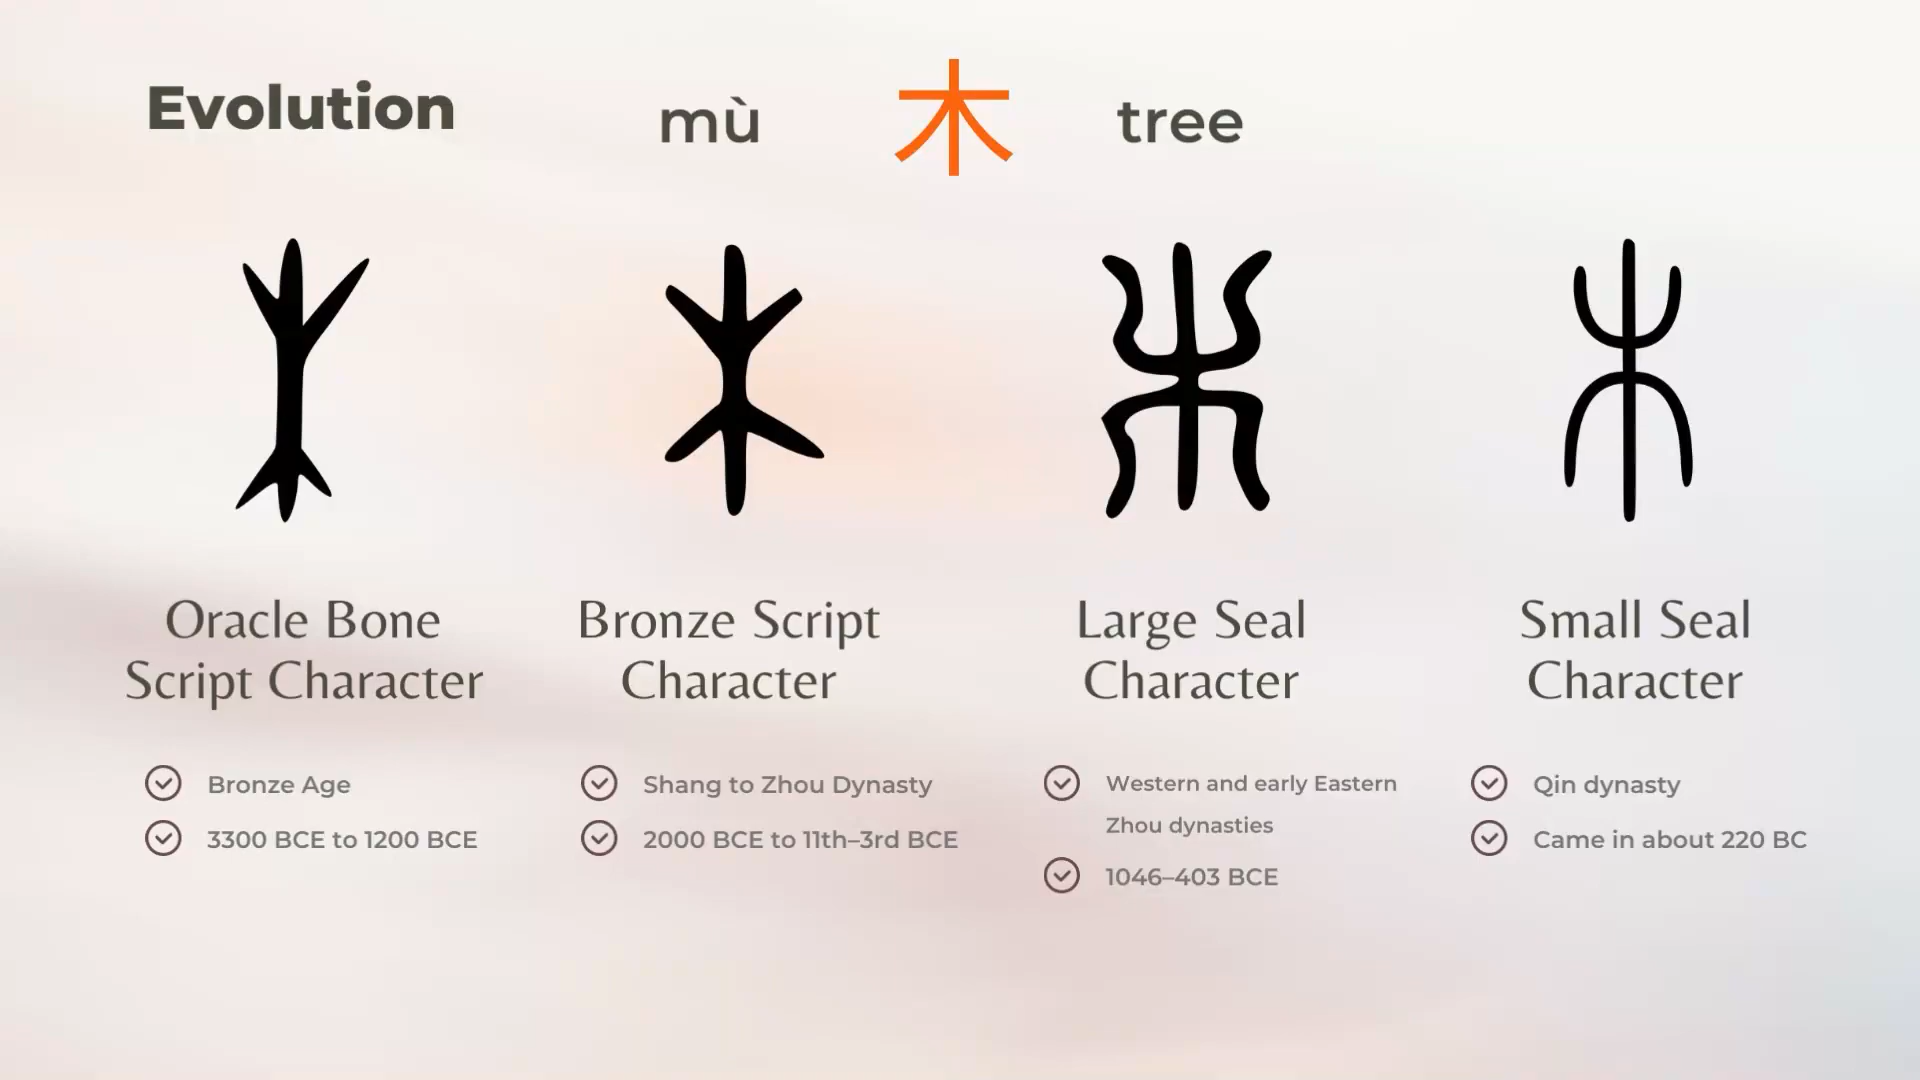 Evolution
mù 木 tree
Oracle Bone
Script Character
Bronze Age
3300 BCE to 1200 BCE
Bronze Script
Character
Shang to Zhou Dynasty
2000 BCE to 11th–3rd BCE
Large Seal
Character
Western and early Eastern
Zhou dynasties
1046–403 BCE
Small Seal
Character
Qin dynasty
Came in about 220 BC